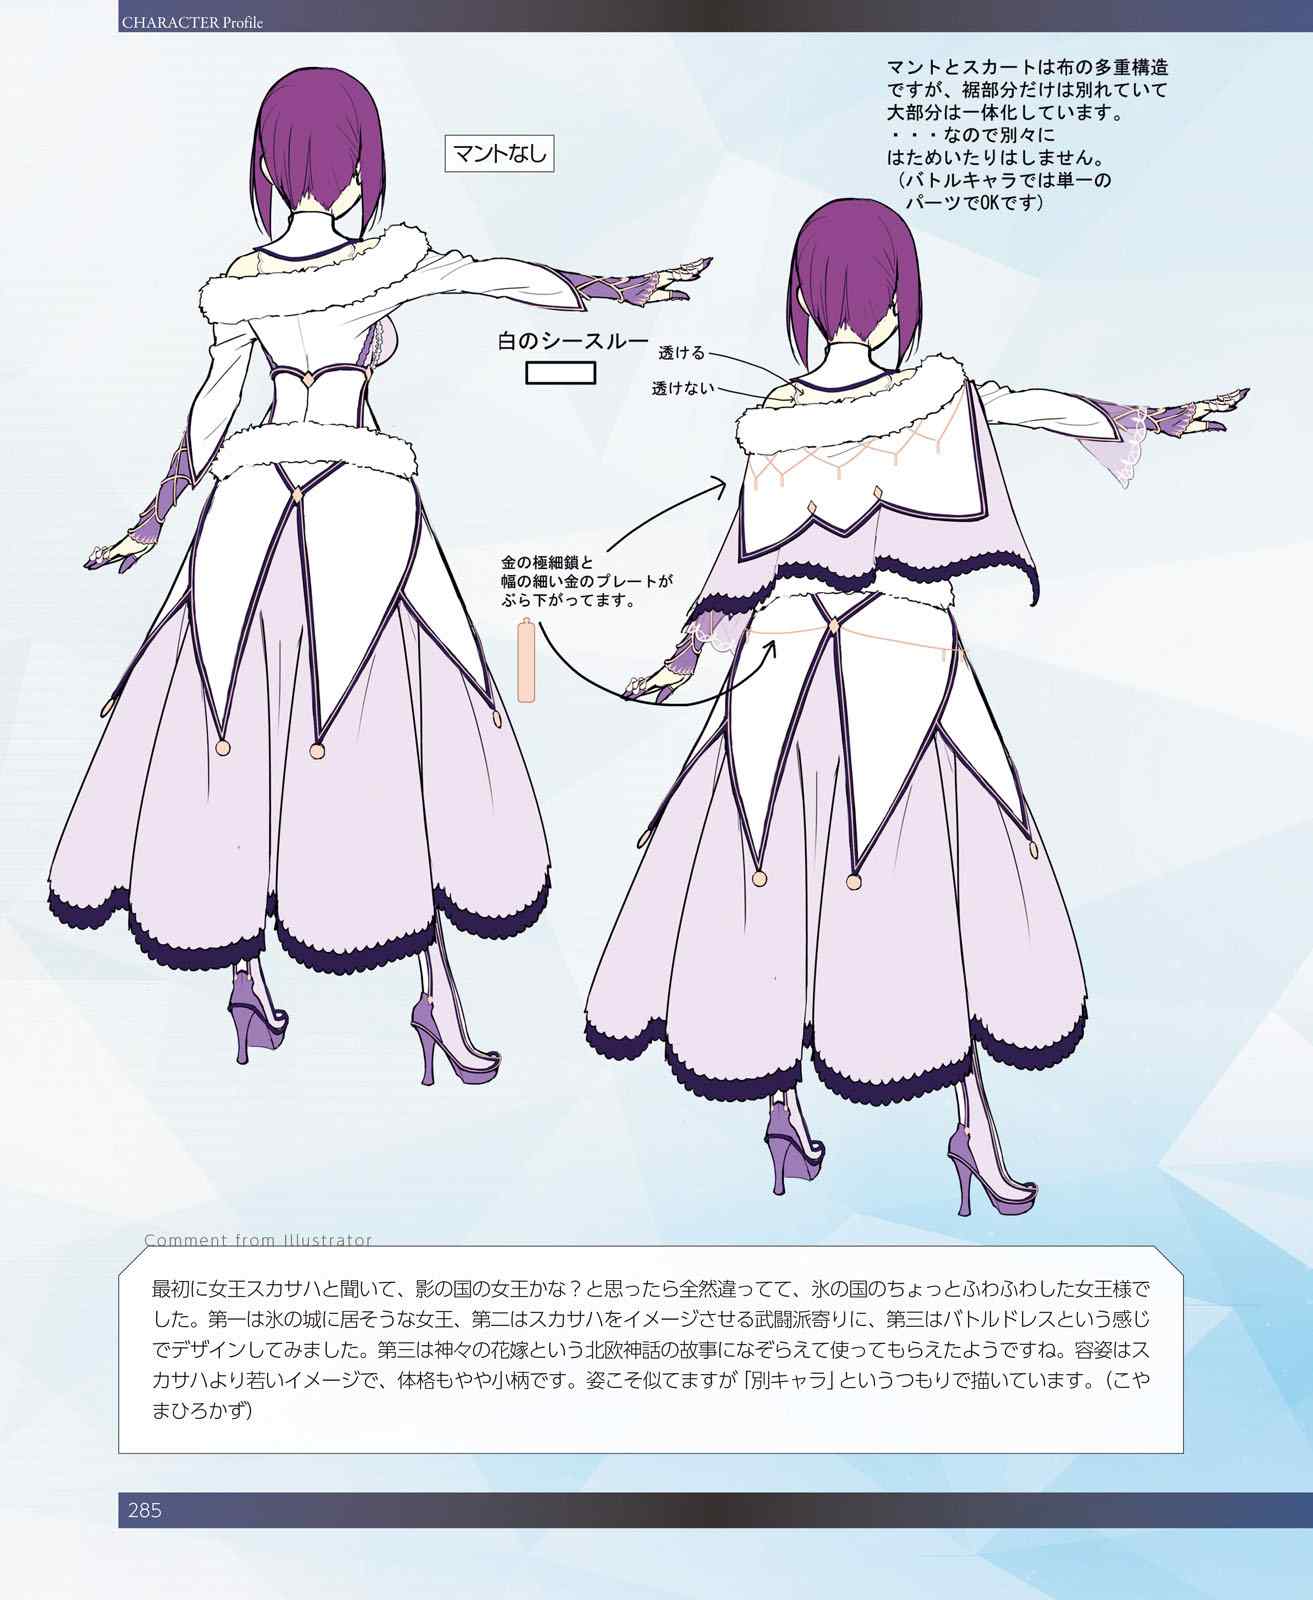 CHARACTER Profile
マントとスカートは布の多重構造
ですが、裾部分だけは別れていて
大部分は一体化しています。
・・・なので別々に
はためいたりはしません。
（バトルキャラでは単一の
パーツでOKです）
マントなし
白のシースルー
透ける
透けない
金の極細鎖と
幅の細い金のプレートが
ぶら下がってます。
Comment from Illustrator
最初に女王スカサハと聞いて、影の国の女王かな？と思ったら全然違ってて、氷の国のちょっとふわふわした女王様で
した。第一は氷の城に居そうな女王、第二はスカサハをイメージさせる武闘派寄りに、第三はバトルドレスという感じ
でデザインしてみました。第三は神々の花嫁という北欧神話の故事になぞらえて使ってもらえたようですね。容姿はス
カサハより若いイメージで、体格もやや小柄です。姿こそ似てますが「別キャラ」というつもりで描いています。（こや
まひろかず）
285